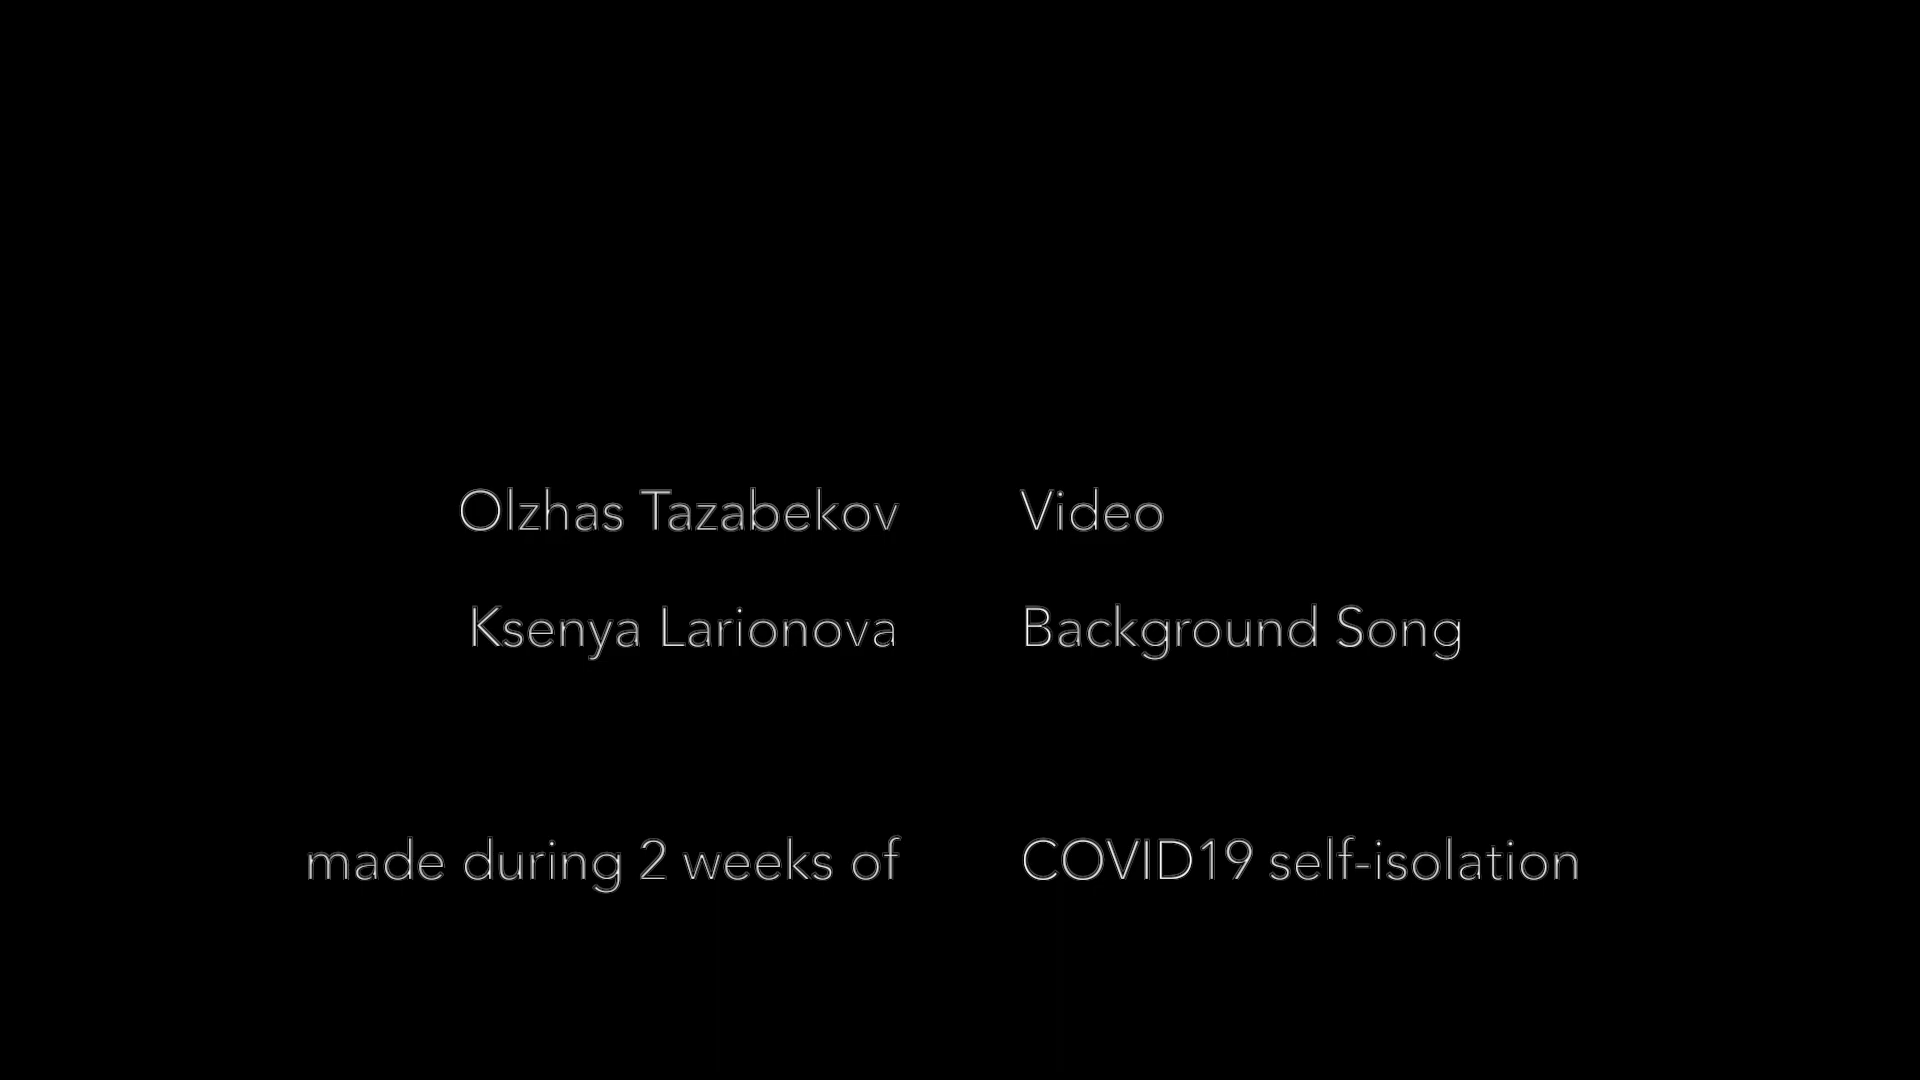 Olzhas Tazabekov Video
Ksenya Larionova Background Song
made during 2 weeks of COVID19 self-isolation